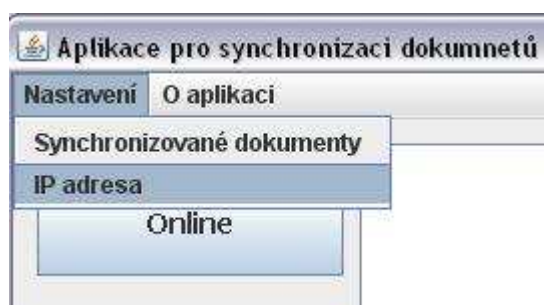 Aplikace pro synchronizaci dokumnetů
Nastavení O aplikaci
Synchronizované dokumenty
IP adresa
Online